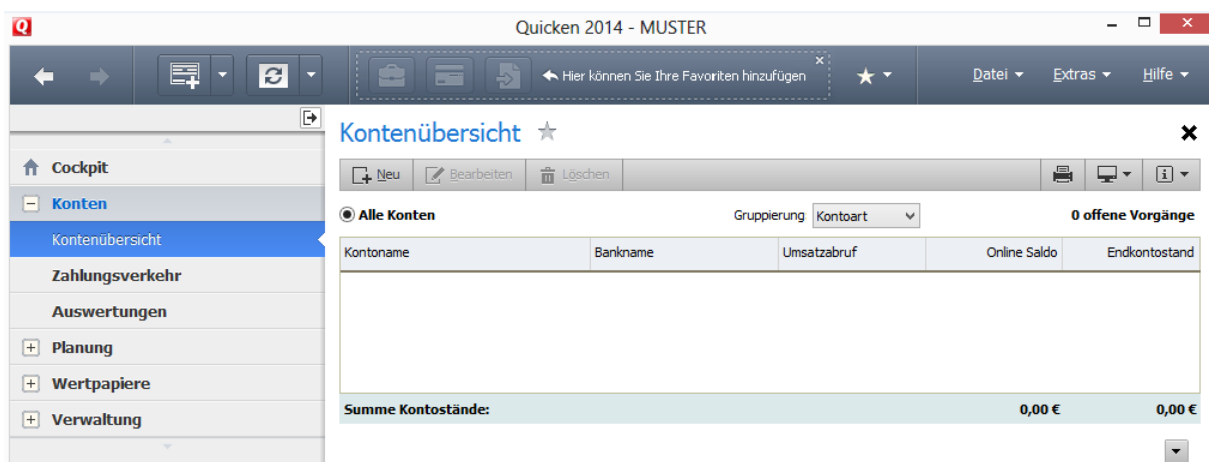 Quicken 2014 - MUSTER
Hier können Sie Ihre Favoriten hinzufügen
Datei Extras Hilfe
Kontenübersicht
Cockpit
Neu Bearbeiten Löschen
Konten
Alle Konten Gruppierung Kontoart 0 offene Vorgänge
Kontenübersicht
Kontoname Bankname Umsatzabruf Online Saldo Endkontostand
Zahlungsverkehr
Auswertungen
Planung
Wertpapiere
Verwaltung
Summe Kontostände: 0,00 € 0,00 €